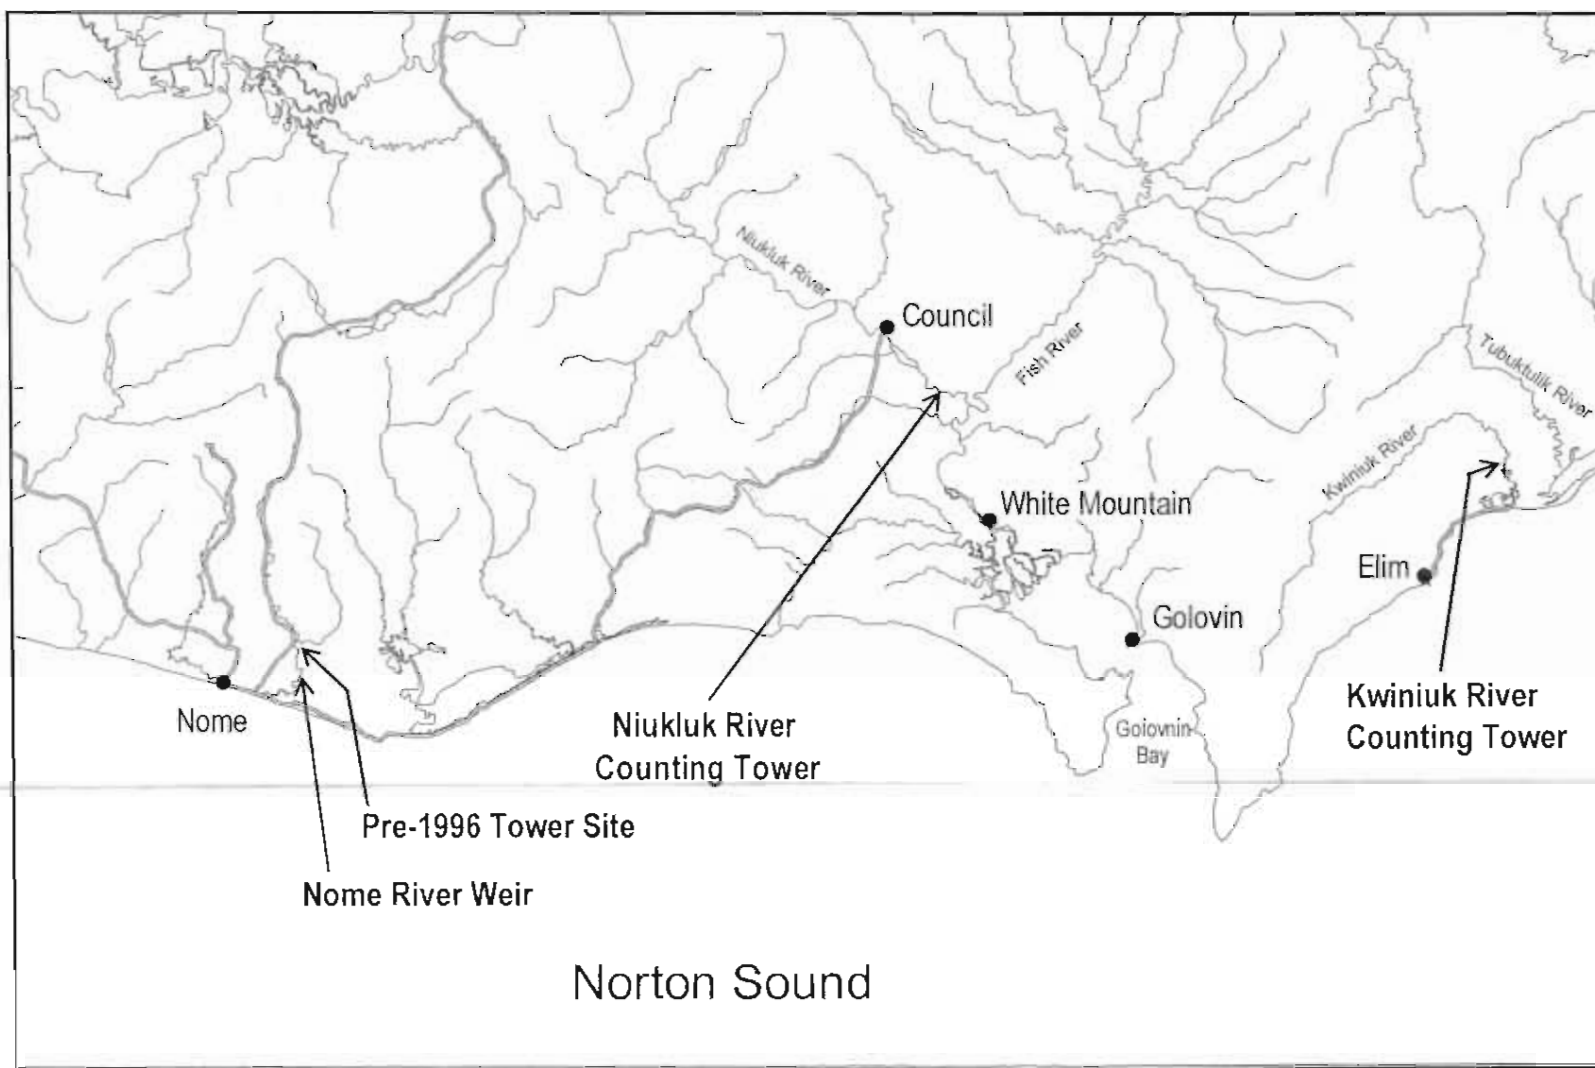 Niukluk River
Council
Fish River
Tubuktulik River
Kwiniuk River
White Mountain
Elim
Golovin
Nome
Niukluk River
Counting Tower
Golovnin
Bay
Kwiniuk River
Counting Tower
Pre-1996 Tower Site
Nome River Weir
Norton Sound